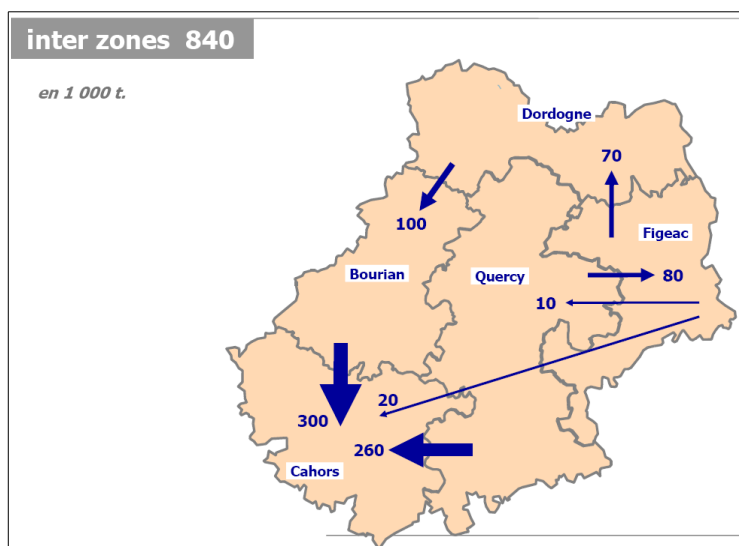 inter zones 840
en 1 000 t.
Dordogne
70
100
Figeac
Bourian
Quercy
80
10
20
300
260
Cahors